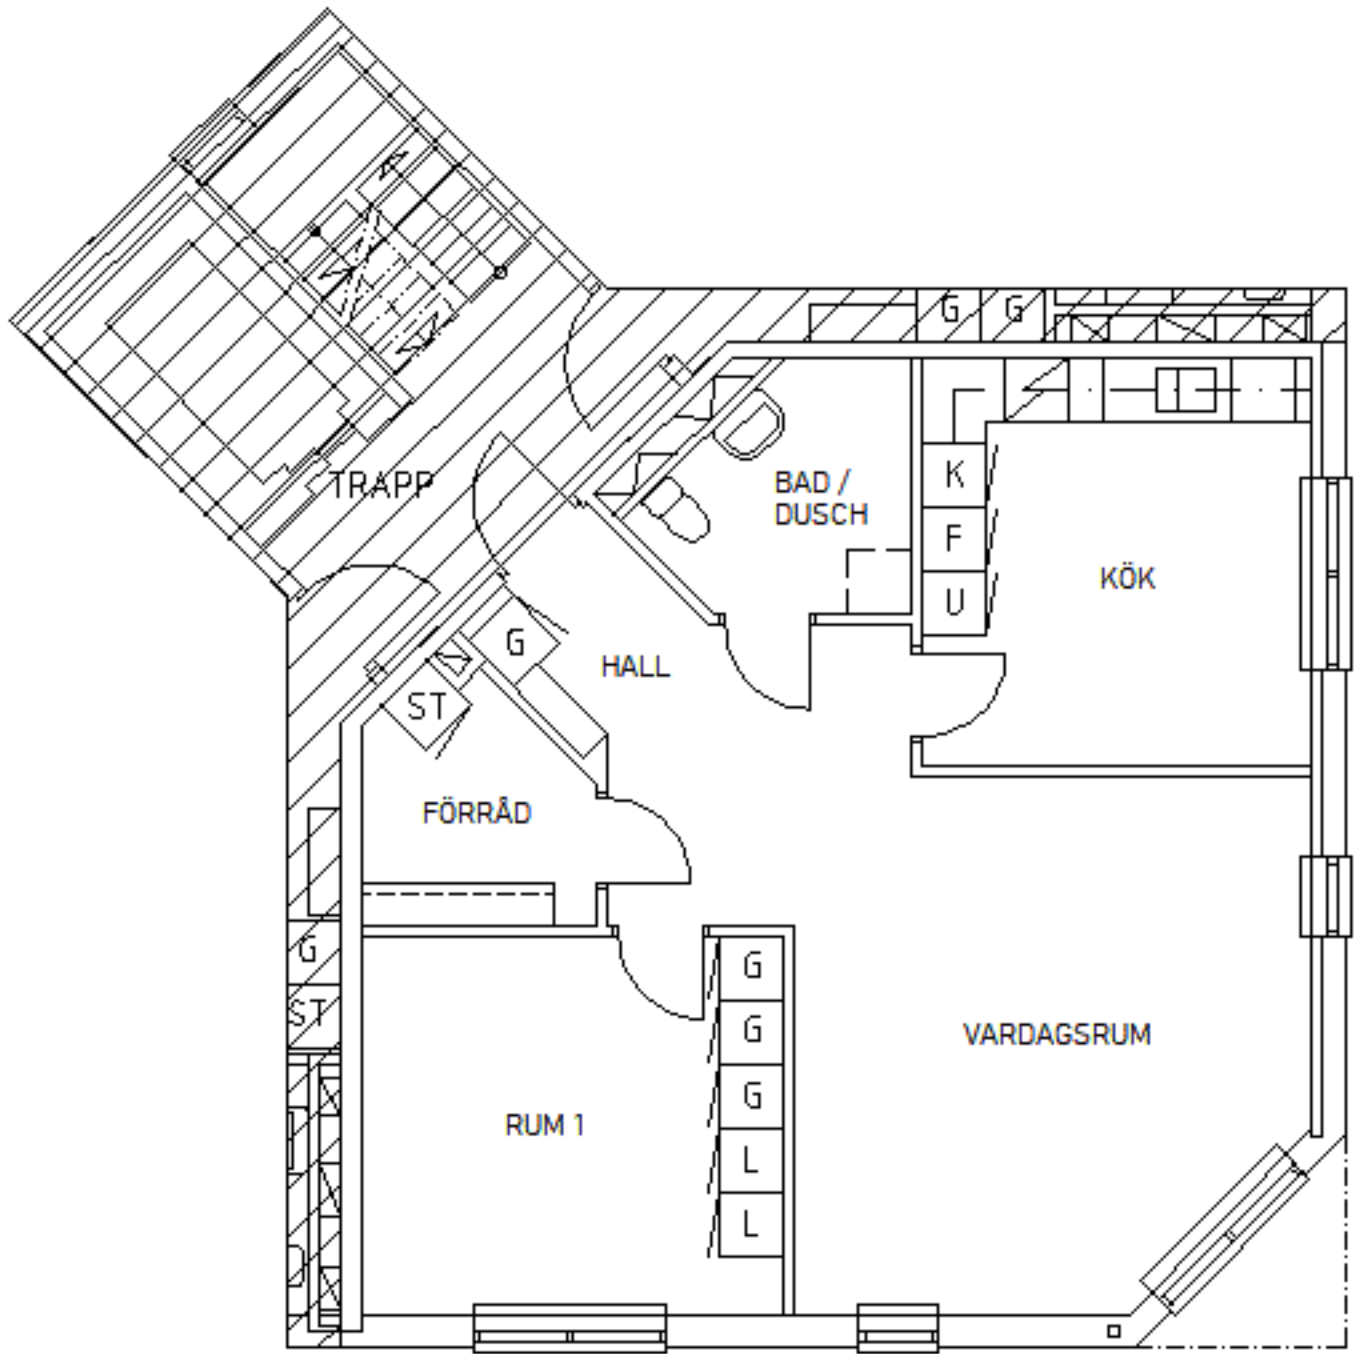 G G
TRAPP
BAD /
DUSCH
K
F
U
KÖK
G
HALL
ST
FÖRRÅD
G
ST
G
G
G
L
L
VARDAGSRUM
RUM 1